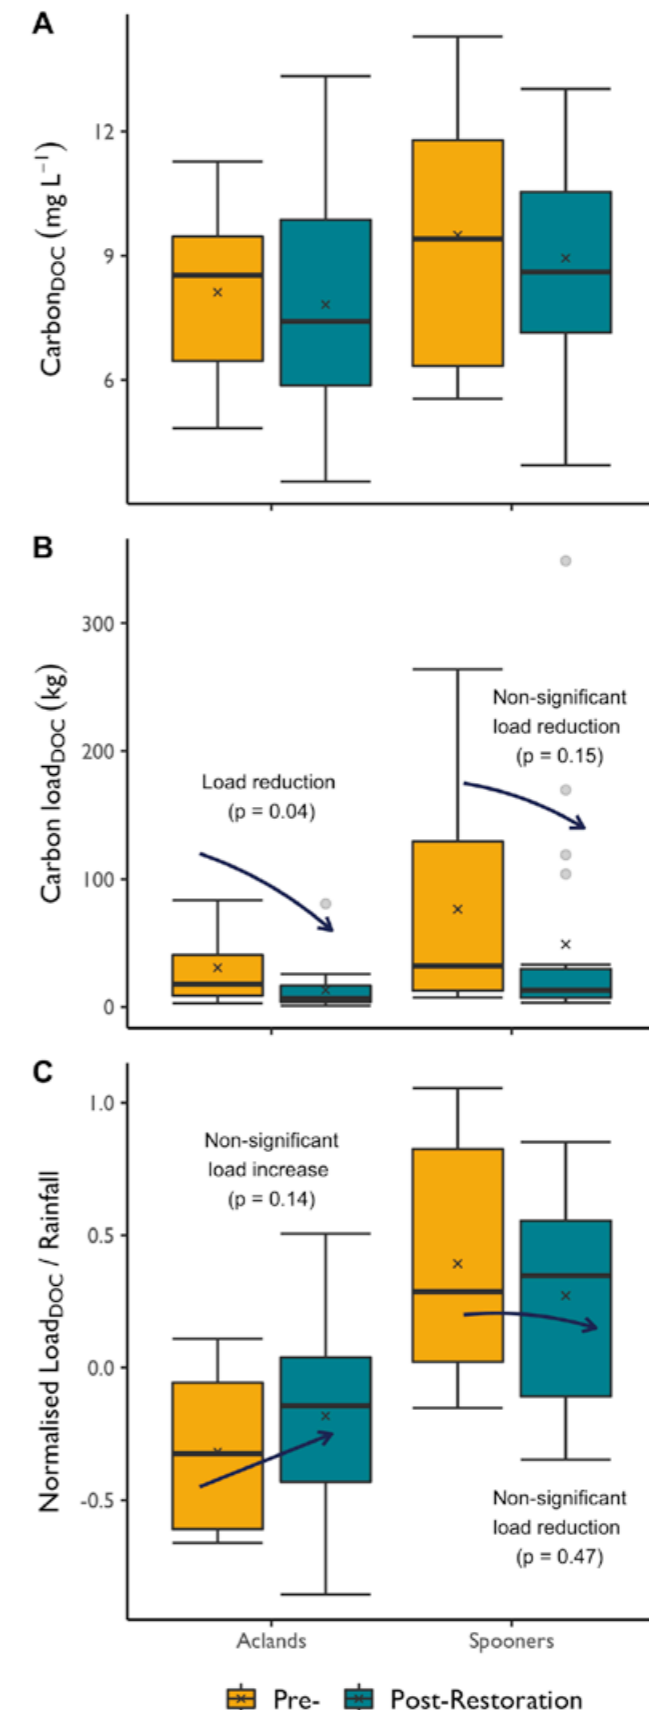 A
12
9
6
Carbon_DOC (mg L⁻¹)
B
300
200
100
0
Carbon load_DOC (kg)
Load reduction
(p = 0.04)
Non-significant
load reduction
(p = 0.15)
C
1.0
0.5
0.0
-0.5
Normalised Load_DOC / Rainfall
Non-significant
load increase
(p = 0.14)
Non-significant
load reduction
(p = 0.47)
Aclands
Spooners
Pre- Post-Restoration